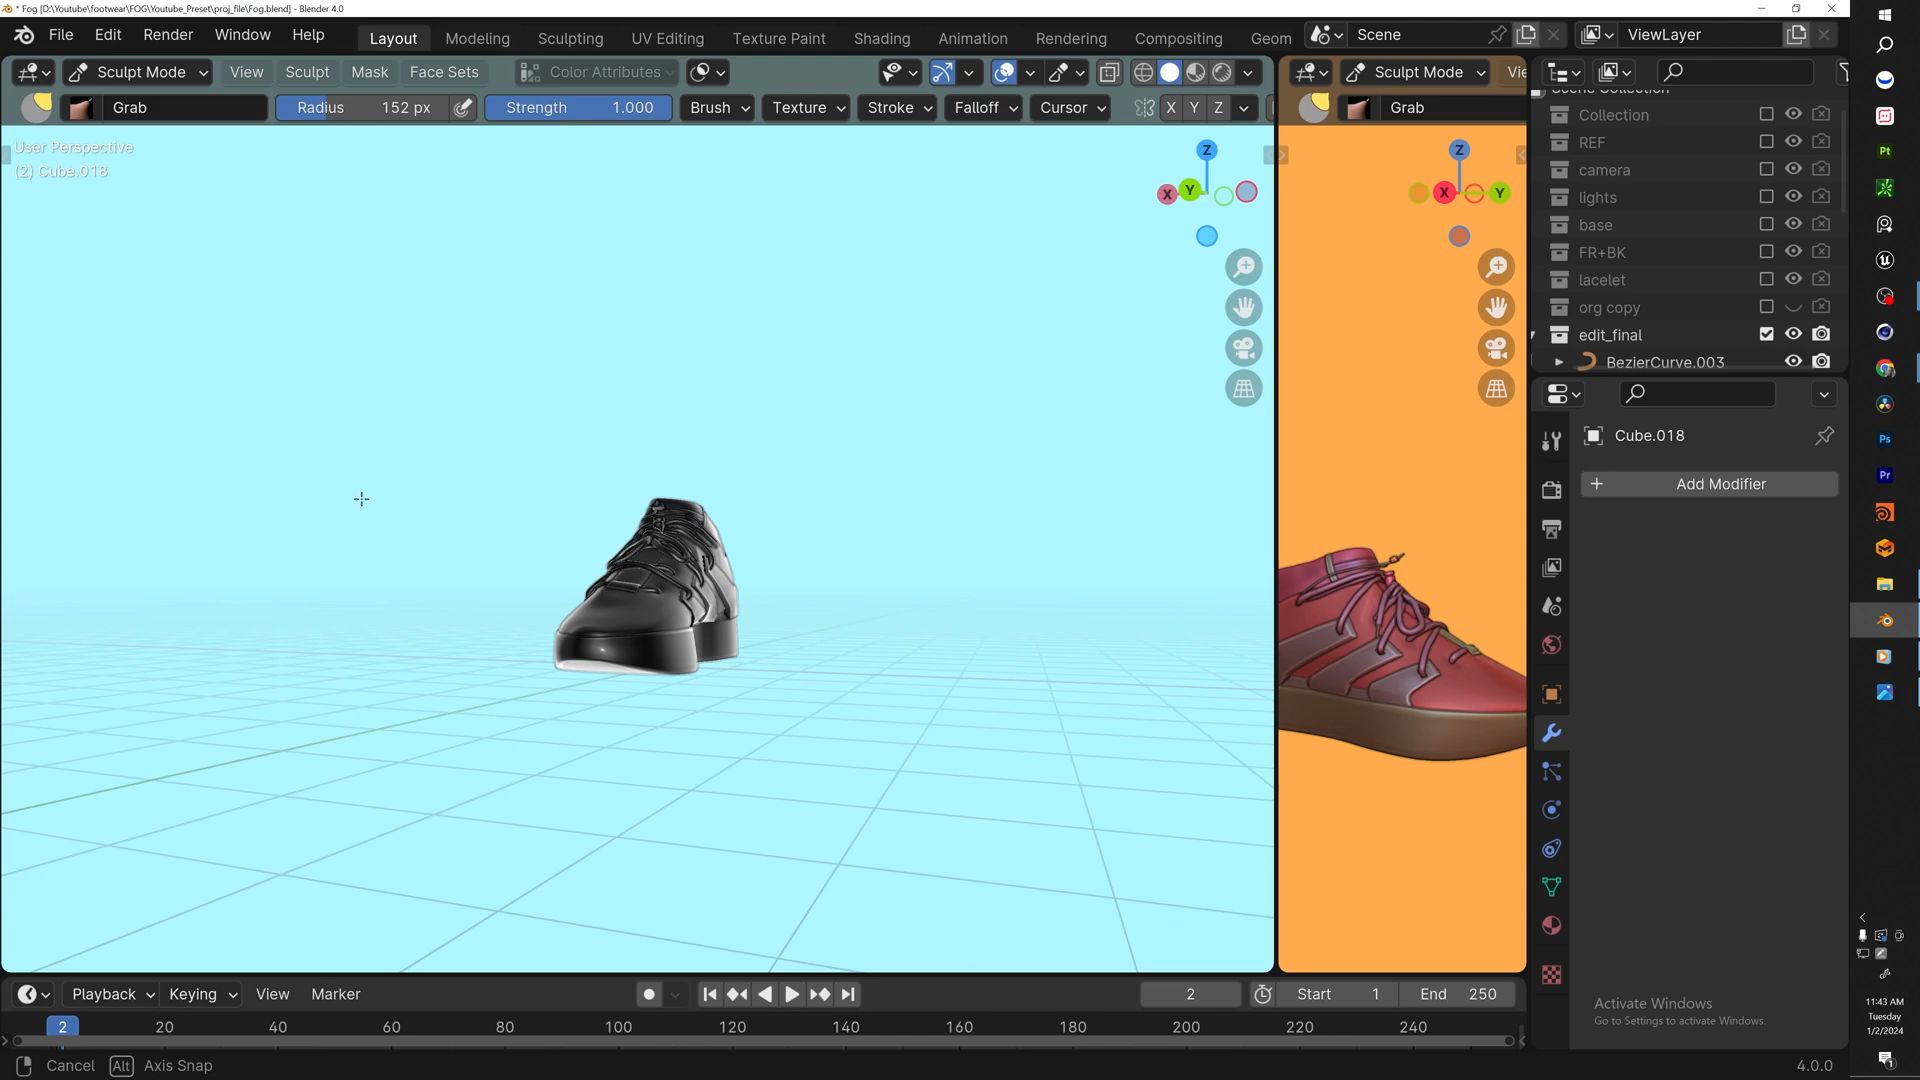 * Fog [D:\Youtube\footwear\FOG\Youtube_Preset\proj_file\Fog.blend] - Blender 4.0
File Edit Render Window Help Layout Modeling Sculpting UV Editing Texture Paint Shading Animation Rendering Compositing Geom Scene ViewLayer
Sculpt Mode View Sculpt Mask Face Sets Color Attributes Sculpt Mode Vie
Grab Radius 152 px Strength 1.000 Brush Texture Stroke Falloff Cursor X Y Z Grab
User Perspective
(2) Cube.018
Z
X Y
Z
X Y
Collection
REF
camera
lights
base
FR+BK
lacelet
org copy
edit_final
BezierCurve.003
Cube.018
Add Modifier
Pt
Ps
Pr
Activate Windows
Go to Settings to activate Windows.
11:43 AM
Tuesday
1/2/2024
Playback Keying View Marker 2 Start 1 End 250
2 20 40 60 80 100 120 140 160 180 200 220 240
Cancel Alt Axis Snap 4.0.0
1